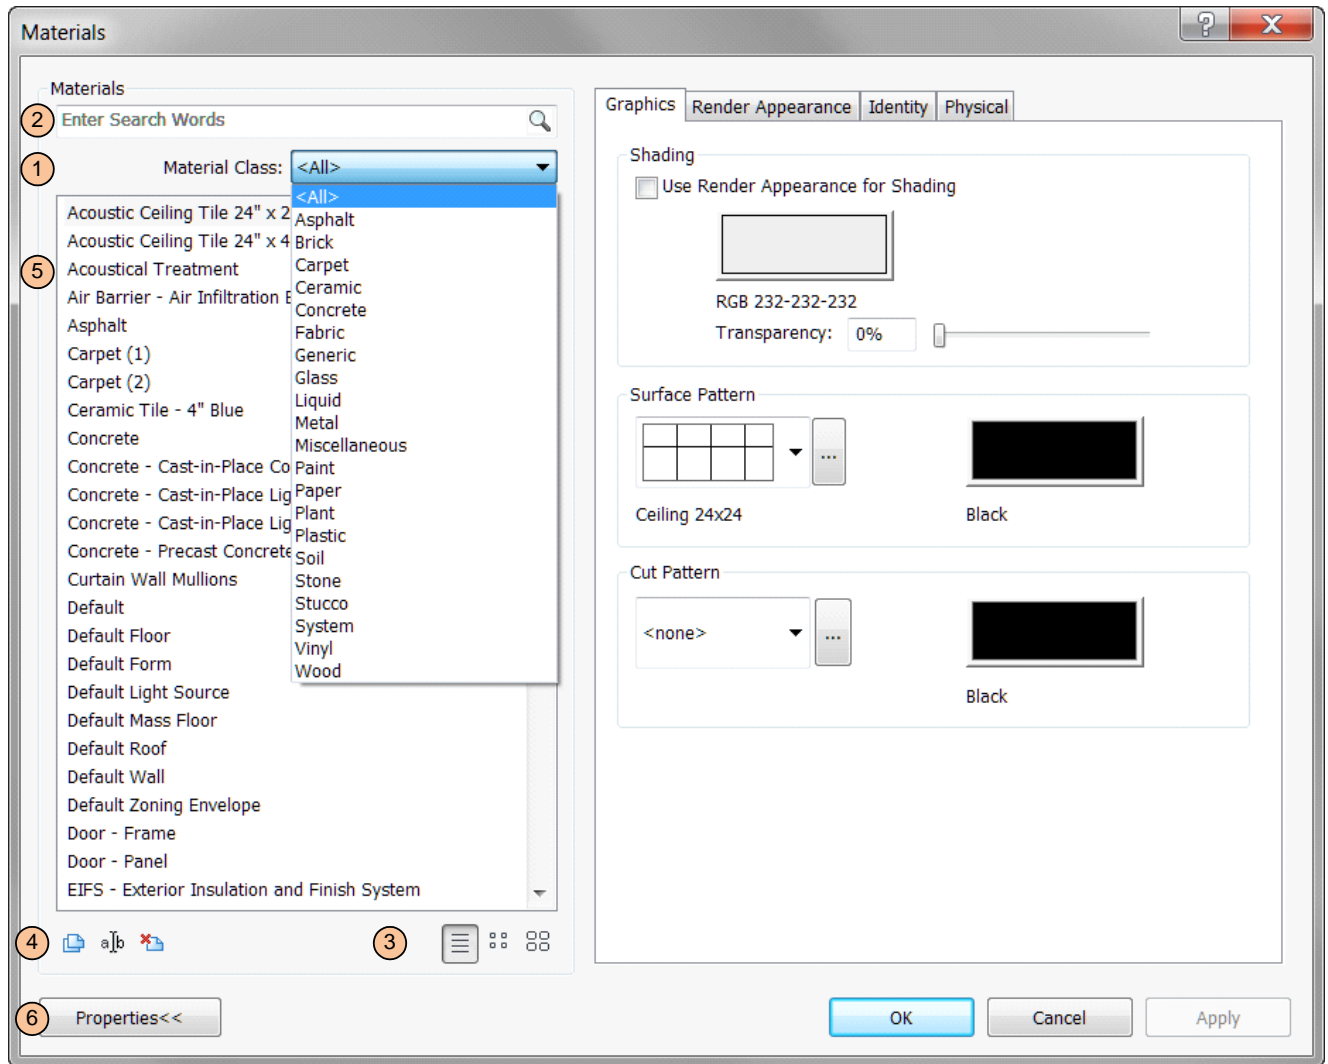 Materials
Materials
2 Enter Search Words
1 Material Class: <All>
<All>
Asphalt
Brick
Carpet
Ceramic
Concrete
Fabric
Generic
Glass
Liquid
Metal
Miscellaneous
Paint
Paper
Plant
Plastic
Soil
Stone
Stucco
System
Vinyl
Wood
Acoustic Ceiling Tile 24" x 2
Acoustic Ceiling Tile 24" x 4
5 Acoustical Treatment
Air Barrier - Air Infiltration
Asphalt
Carpet (1)
Carpet (2)
Ceramic Tile - 4" Blue
Concrete
Concrete - Cast-in-Place Co
Concrete - Cast-in-Place Lig
Concrete - Cast-in-Place Lig
Concrete - Precast Concrete
Curtain Wall Mullions
Default
Default Floor
Default Form
Default Light Source
Default Mass Floor
Default Roof
Default Wall
Default Zoning Envelope
Door - Frame
Door - Panel
EIFS - Exterior Insulation and Finish System
4 a b 3
6 Properties<<
Graphics Render Appearance Identity Physical
Shading
Use Render Appearance for Shading
RGB 232-232-232
Transparency: 0%
Surface Pattern
...
Ceiling 24x24 Black
Cut Pattern
<none> ...
Black
OK Cancel Apply